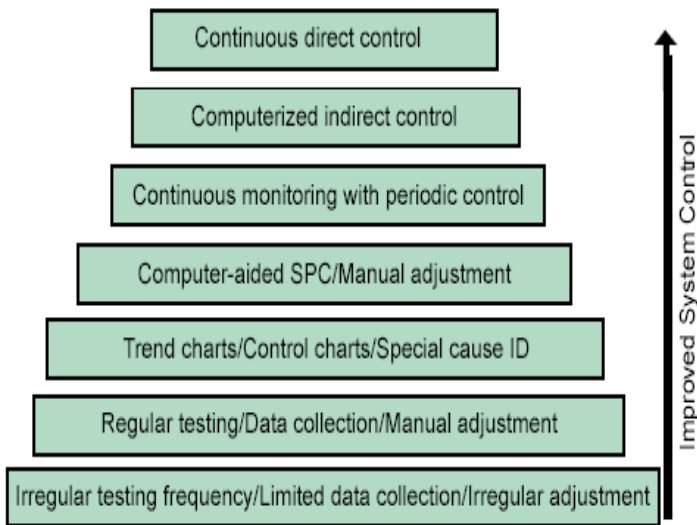 Continuous direct control
Computerized indirect control
Continuous monitoring with periodic control
Computer-aided SPC/Manual adjustment
Trend charts/Control charts/Special cause ID
Regular testing/Data collection/Manual adjustment
Irregular testing frequency/Limited data collection/Irregular adjustment
Improved System Control